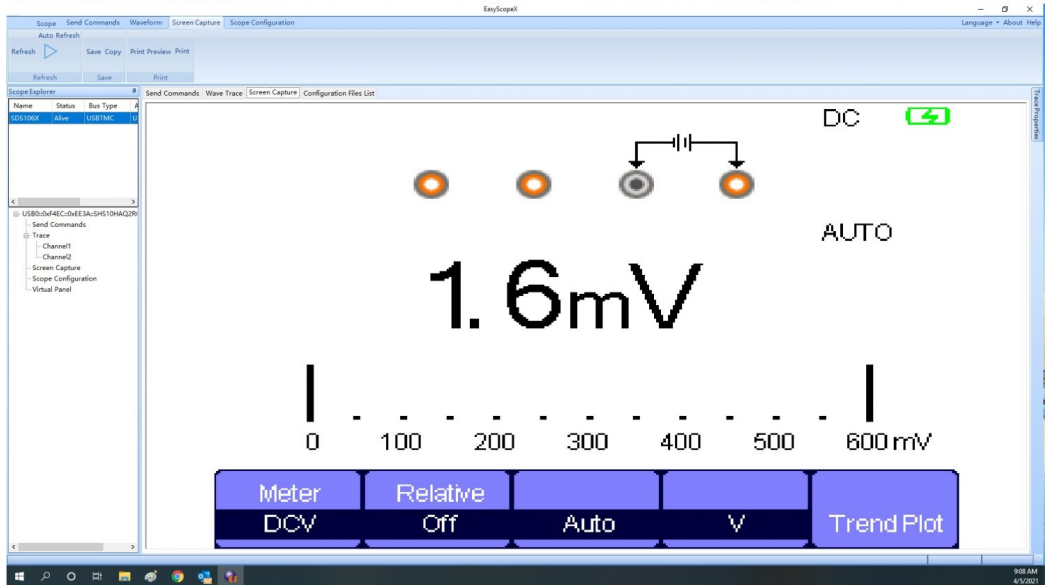 EasyScopeX
Scope Send Commands Waveform Screen Capture Scope Configuration
Language About Help
Auto Refresh
Refresh Save Copy Print Preview Print
Refresh Save Print
Scope Explorer
Send Commands Wave Trace Screen Capture Configuration Files List
Trace Properties
Name Status Bus Type A
SDS106X Alive USBTMC U
USB0::0xF4EC::0xEE3A::SHS10HAQ2R
Send Commands
Trace
Channel1
Channel2
Screen Capture
Scope Configuration
Virtual Panel
DC
AUTO
1.6mV
0 100 200 300 400 500 600 mV
Meter Relative
DCV Off Auto V Trend Plot
9:08 AM
4/5/2021